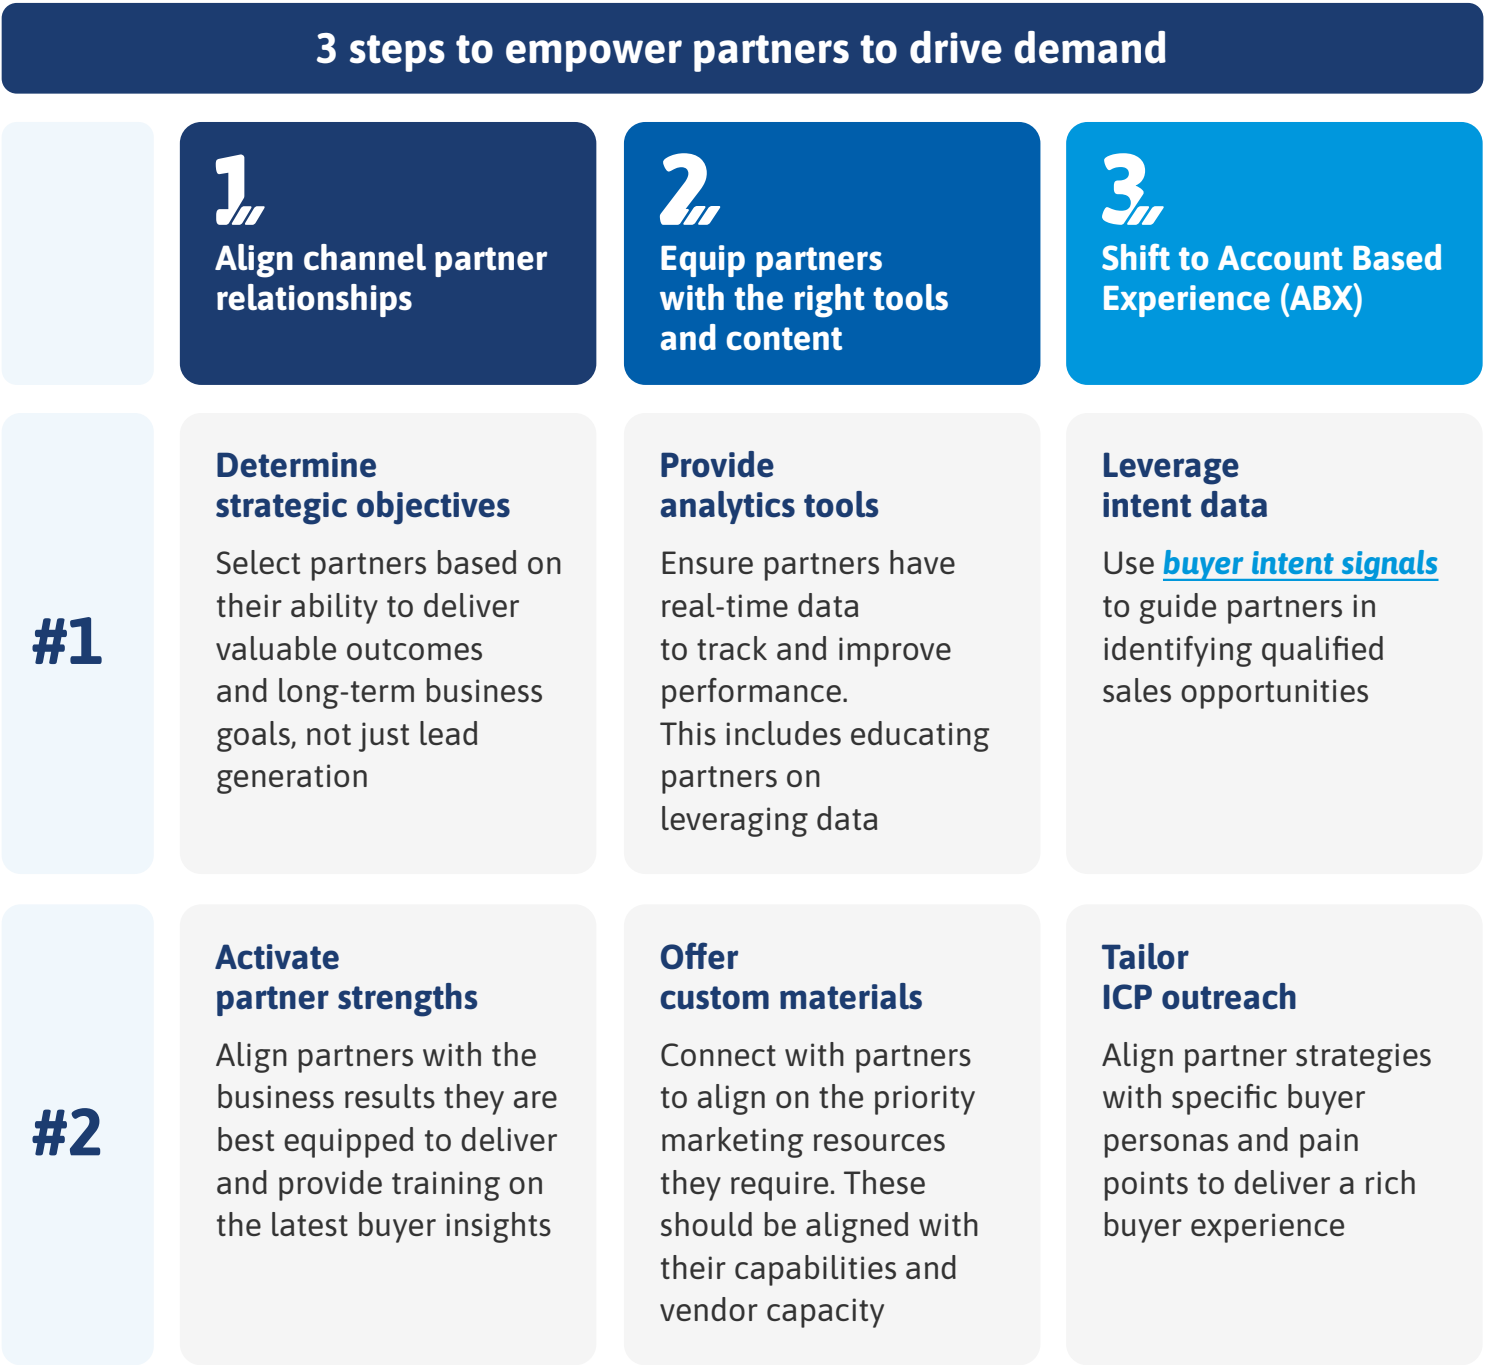 3 steps to empower partners to drive demand
1
Align channel partner
relationships
2
Equip partners
with the right tools
and content
3
Shift to Account Based
Experience (ABX)
#1
Determine
strategic objectives
Select partners based on
their ability to deliver
valuable outcomes
and long-term business
goals, not just lead
generation
Provide
analytics tools
Ensure partners have
real-time data
to track and improve
performance.
This includes educating
partners on
leveraging data
Leverage
intent data
Use buyer intent signals
to guide partners in
identifying qualified
sales opportunities
#2
Activate
partner strengths
Align partners with the
business results they are
best equipped to deliver
and provide training on
the latest buyer insights
Offer
custom materials
Connect with partners
to align on the priority
marketing resources
they require. These
should be aligned with
their capabilities and
vendor capacity
Tailor
ICP outreach
Align partner strategies
with specific buyer
personas and pain
points to deliver a rich
buyer experience